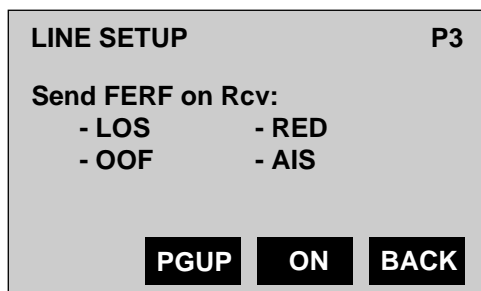 LINE SETUP P3
Send FERF on Rcv:
- LOS - RED
- OOF - AIS
PGUP ON BACK